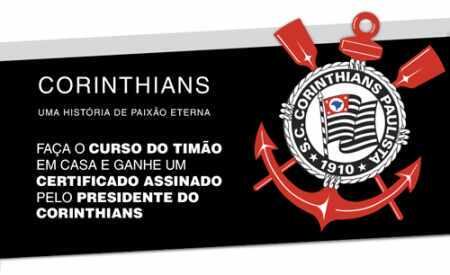 CORINTHIANS
UMA HISTÓRIA DE PAIXÃO ETERNA
FAÇA O CURSO DO TIMÃO
EM CASA E GANHE UM
CERTIFICADO ASSINADO
PELO PRESIDENTE DO
CORINTHIANS
S.C. CORINTHIANS PAULISTA
1910